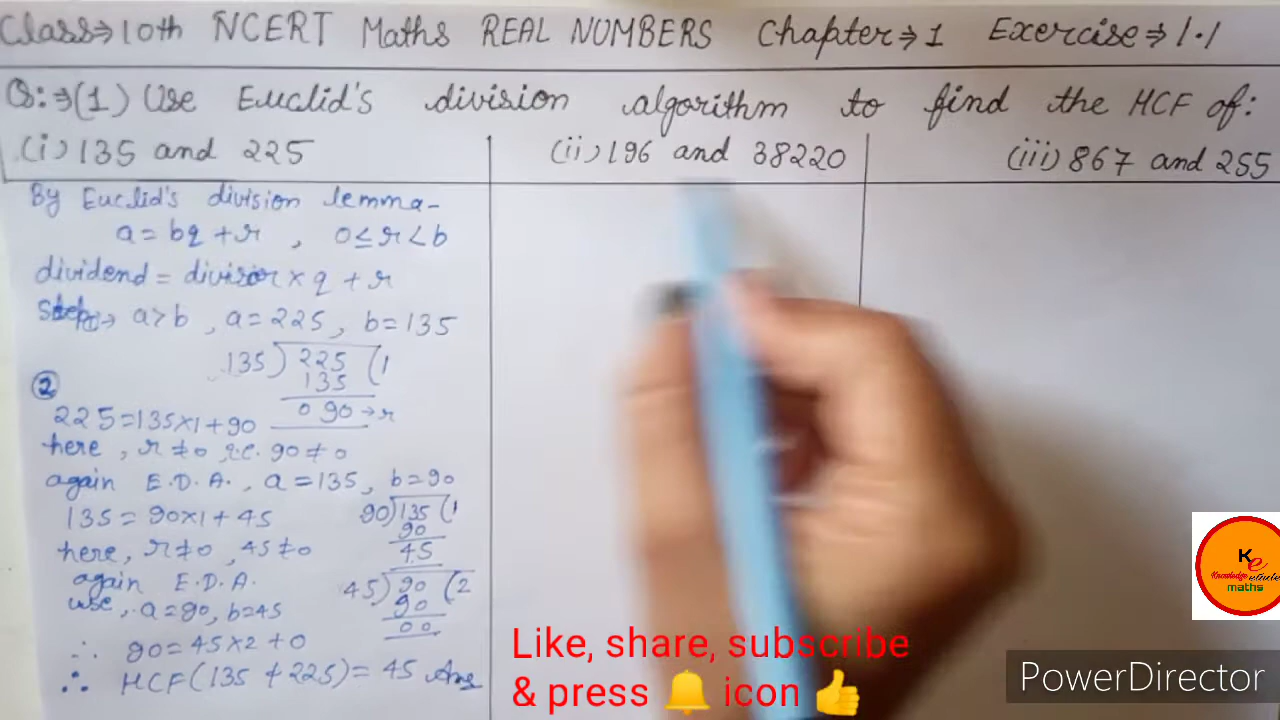 Class⇒10th NCERT Maths REAL NUMBERS Chapter⇒1 Exercise⇒1.1
Q:⇒(1) Use Euclid's division algorithm to find the HCF of:
(i) 135 and 225
(ii) 196 and 38220
(iii) 867 and 255
By Euclid's division lemma-
a = bq + r , 0 ≤ r < b
dividend = divisor × q + r
Step① → a > b , a = 225 , b = 135
135) 225 (1
135
0 90 → r
②
225 = 135×1 + 90
here , r ≠ 0 i.e. 90 ≠ 0
again E.D.A. , a = 135 , b = 90
135 = 90×1 + 45
90) 135 (1
90
45
here, r ≠ 0 , 45 ≠ 0
again E.D.A.
use, a = 90, b = 45
45) 90 (2
90
00
∴ 90 = 45×2 + 0
∴ HCF (135 + 225) = 45 Ans
Ke
Knowledge
maths
Like, share, subscribe
& press 🔔 icon 👍
PowerDirector